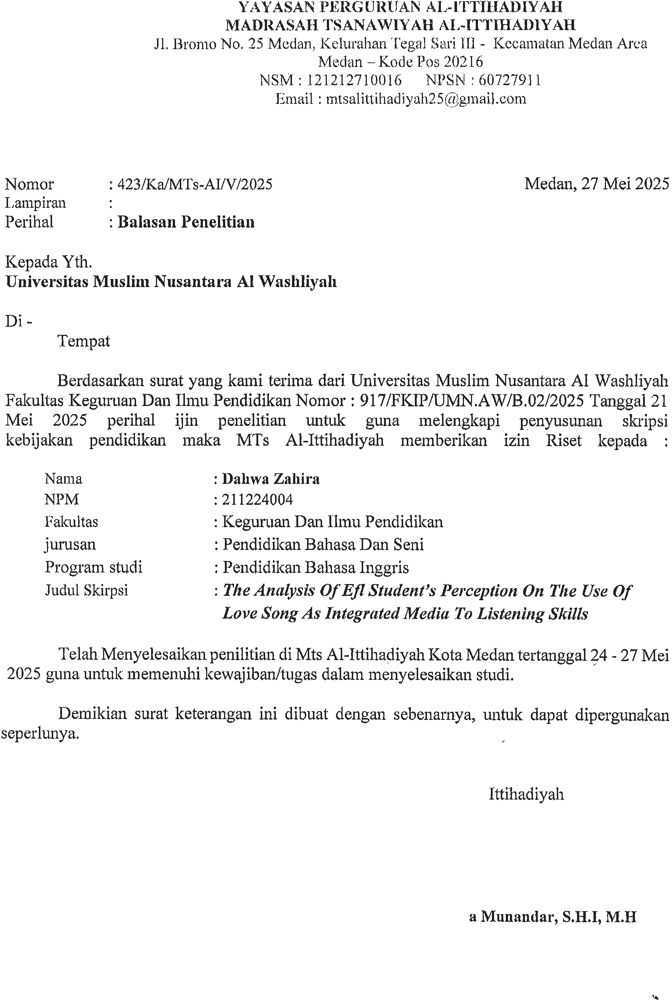 YAYASAN PERGURUAN AL-ITTIHADIYAH
MADRASAH TSANAWIYAH AL-ITTIHADIYAH
Jl. Bromo No. 25 Medan, Kelurahan Tegal Sari III - Kecamatan Medan Area
Medan – Kode Pos 20216
NSM : 121212710016 NPSN : 60727911
Email : mtsalittihadiyah25@gmail.com
Nomor : 423/Ka/MTs-AI/V/2025 Medan, 27 Mei 2025
Lampiran :
Perihal : Balasan Penelitian
Kepada Yth.
Universitas Muslim Nusantara Al Washliyah
Di -
Tempat
Berdasarkan surat yang kami terima dari Universitas Muslim Nusantara Al Washliyah
Fakultas Keguruan Dan Ilmu Pendidikan Nomor : 917/FKIP/UMN.AW/B.02/2025 Tanggal 21
Mei 2025 perihal ijin penelitian untuk guna melengkapi penyusunan skripsi
kebijakan pendidikan maka MTs Al-Ittihadiyah memberikan izin Riset kepada :
Nama : Dahwa Zahira
NPM : 211224004
Fakultas : Keguruan Dan Ilmu Pendidikan
jurusan : Pendidikan Bahasa Dan Seni
Program studi : Pendidikan Bahasa Inggris
Judul Skirpsi : The Analysis Of Efl Student's Perception On The Use Of
Love Song As Integrated Media To Listening Skills
Telah Menyelesaikan penilitian di Mts Al-Ittihadiyah Kota Medan tertanggal 24 - 27 Mei
2025 guna untuk memenuhi kewajiban/tugas dalam menyelesaikan studi.
Demikian surat keterangan ini dibuat dengan sebenarnya, untuk dapat dipergunakan
seperlunya.
Ittihadiyah
a Munandar, S.H.I, M.H